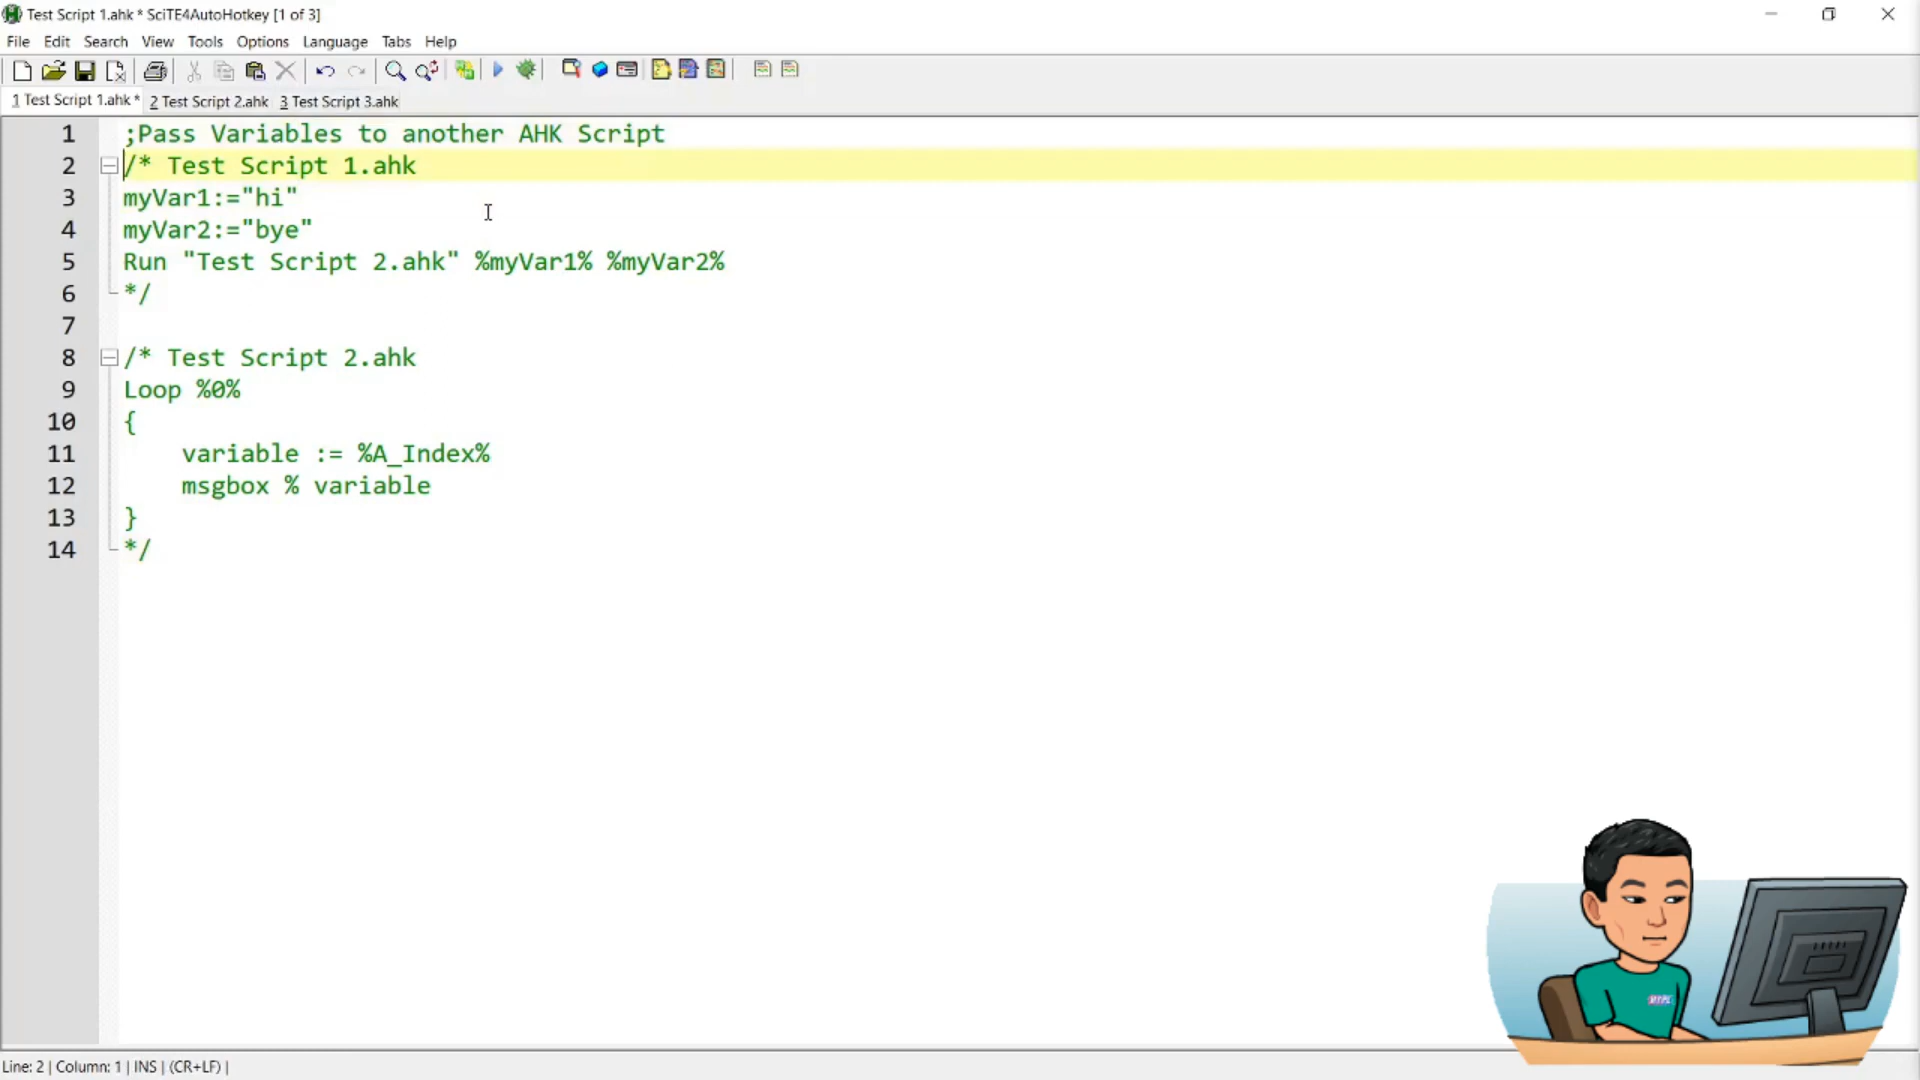 Test Script 1.ahk * SciTE4AutoHotkey [1 of 3]
File Edit Search View Tools Options Language Tabs Help
1 Test Script 1.ahk * 2 Test Script 2.ahk 3 Test Script 3.ahk
1 ;Pass Variables to another AHK Script
2 /* Test Script 1.ahk
3 myVar1:="hi"
4 myVar2:="bye"
5 Run "Test Script 2.ahk" %myVar1% %myVar2%
6 */
7
8 /* Test Script 2.ahk
9 Loop %0%
10 {
11 variable := %A_Index%
12 msgbox % variable
13 }
14 */
Line: 2 | Column: 1 | INS | (CR+LF) |